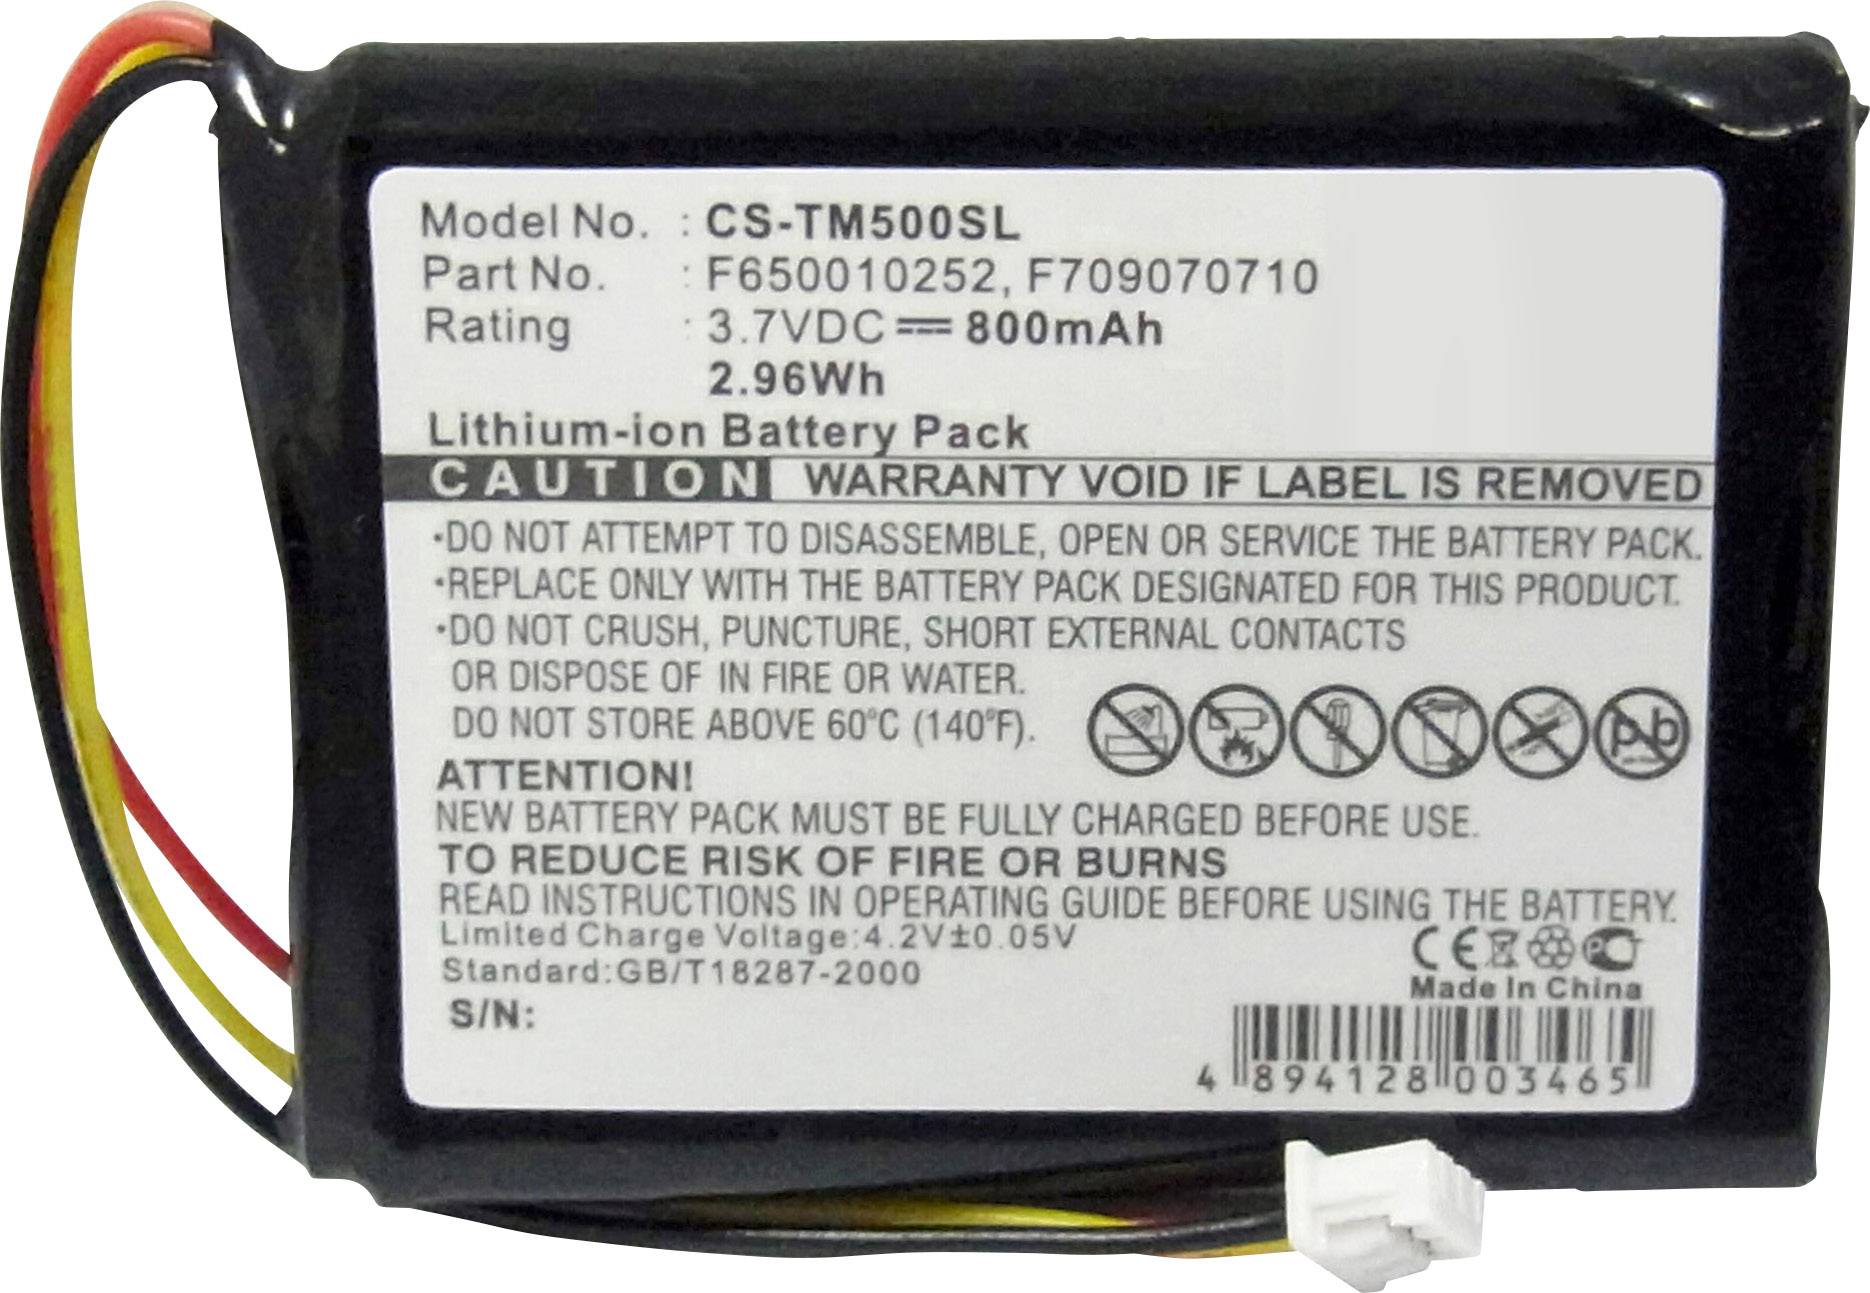 Model No. : CS-TM500SL
Part No. : F650010252, F709070710
Rating : 3.7VDC 800mAh
2.96Wh
Lithium-ion Battery Pack
CAUTION WARRANTY VOID IF LABEL IS REMOVED
·DO NOT ATTEMPT TO DISASSEMBLE, OPEN OR SERVICE THE BATTERY PACK.
·REPLACE ONLY WITH THE BATTERY PACK DESIGNATED FOR THIS PRODUCT.
·DO NOT CRUSH, PUNCTURE, SHORT EXTERNAL CONTACTS
OR DISPOSE OF IN FIRE OR WATER.
DO NOT STORE ABOVE 60°C (140°F).
Pb
ATTENTION!
NEW BATTERY PACK MUST BE FULLY CHARGED BEFORE USE.
TO REDUCE RISK OF FIRE OR BURNS
READ INSTRUCTIONS IN OPERATING GUIDE BEFORE USING THE BATTERY.
Limited Charge Voltage:4.2V±0.05V
Standard:GB/T18287-2000
CE
Made In China
S/N:
4 894128 003465